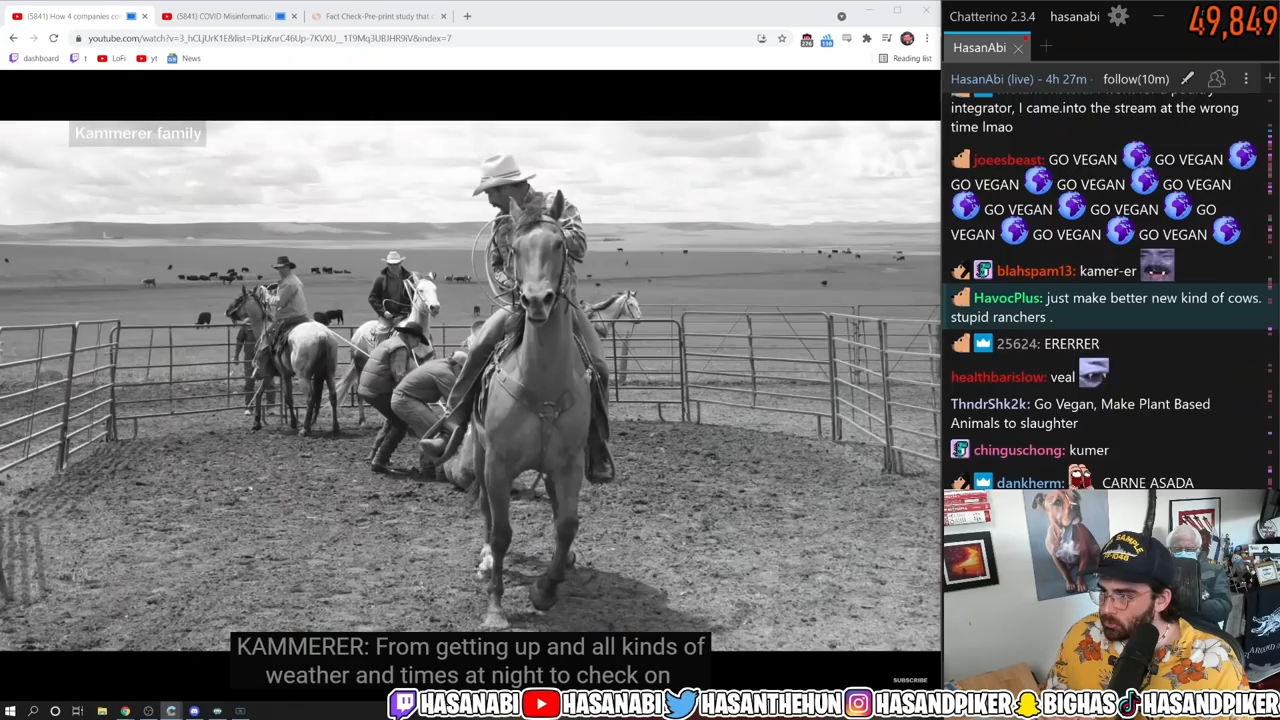 (5841) How 4 companies co
(5841) COVID Misinformation
Fact Check-Pre-print study that c
youtube.com/watch?v=3_hCLjUrK1E&list=PLizKnrC46Up-7KVXU__1T9Mq3UBJHR9iV&index=7
276
118
dashboard
t
LoFi
yt
News
Reading list
Kammerer family
KAMMERER: From getting up and all kinds of
weather and times at night to check on
SUBSCRIBE
Chatterino 2.3.4
hasanabi
49,849
HasanAbi
HasanAbi (live) - 4h 27m
follow(10m)
integrator, I came.into the stream at the wrong
time lmao
joeesbeast: GO VEGAN GO VEGAN
GO VEGAN GO VEGAN GO VEGAN
GO VEGAN GO VEGAN GO
VEGAN GO VEGAN GO VEGAN
blahspam13: kamer-er
HavocPlus: just make better new kind of cows.
stupid ranchers .
25624: ERERRER
healthbarislow: veal
ThndrShk2k: Go Vegan, Make Plant Based
Animals to slaughter
chinguschong: kumer
dankherm: CARNE ASADA
HASANABI HASANABI HASANTHEHUN HASANDPIKER BIGHAS HASANDPIKER